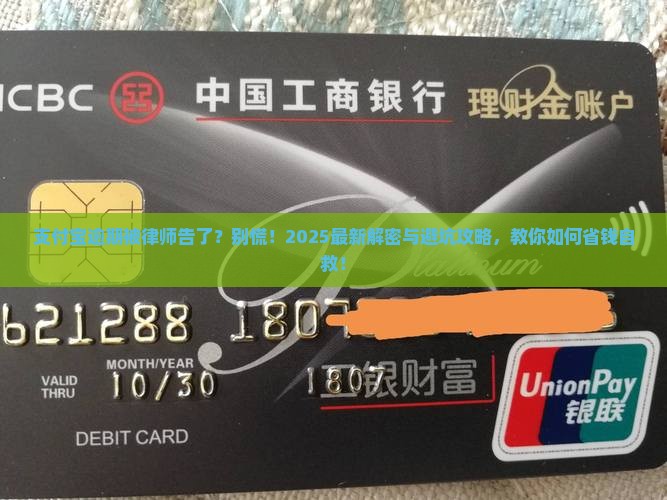 ICBC 中国工商银行 理财金账户
支付宝逾期被律师告了？别慌！2025最新解密与避坑攻略，教你如何省钱自
救！
Platinum
621288 180
MONTH/YEAR
VALID THRU 10/30 1807 工银财富
UnionPay
银联
DEBIT CARD